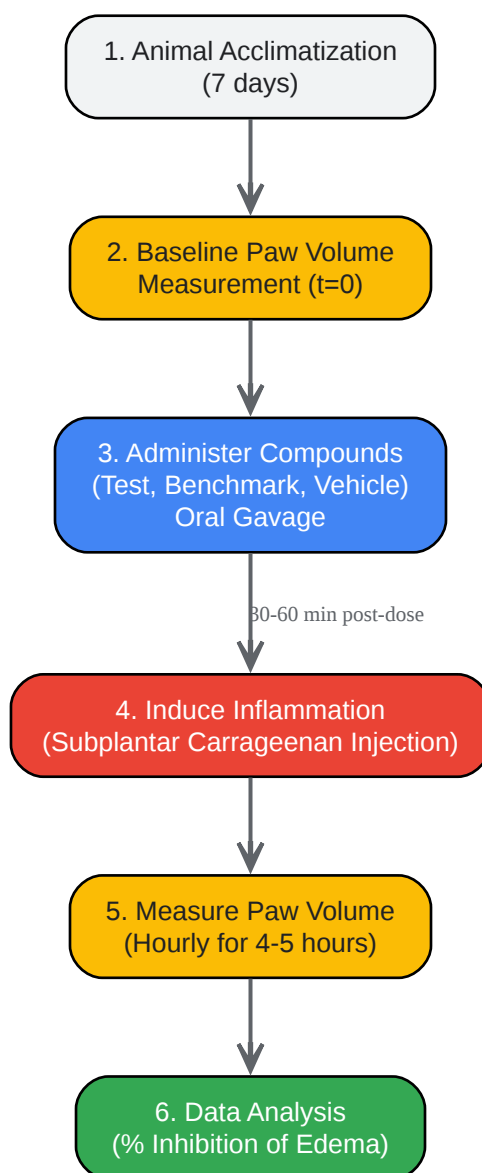 1. Animal Acclimatization
(7 days)
2. Baseline Paw Volume
Measurement (t=0)
3. Administer Compounds
(Test, Benchmark, Vehicle)
Oral Gavage
30-60 min post-dose
4. Induce Inflammation
(Subplantar Carrageenan Injection)
5. Measure Paw Volume
(Hourly for 4-5 hours)
6. Data Analysis
(% Inhibition of Edema)